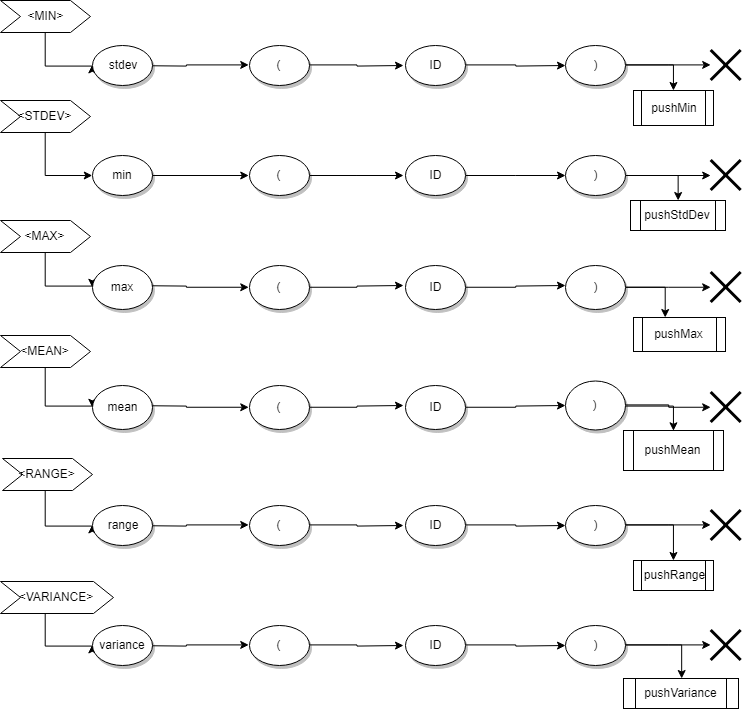 <MIN>
stdev ( ID )
pushMin
<STDEV>
min ( ID )
pushStdDev
<MAX>
max ( ID )
pushMax
<MEAN>
mean ( ID )
pushMean
<RANGE>
range ( ID )
pushRange
<VARIANCE>
variance ( ID )
pushVariance